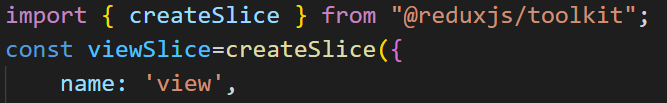 import { createSlice } from "@reduxjs/toolkit";
const viewSlice=createSlice({
    name: 'view',